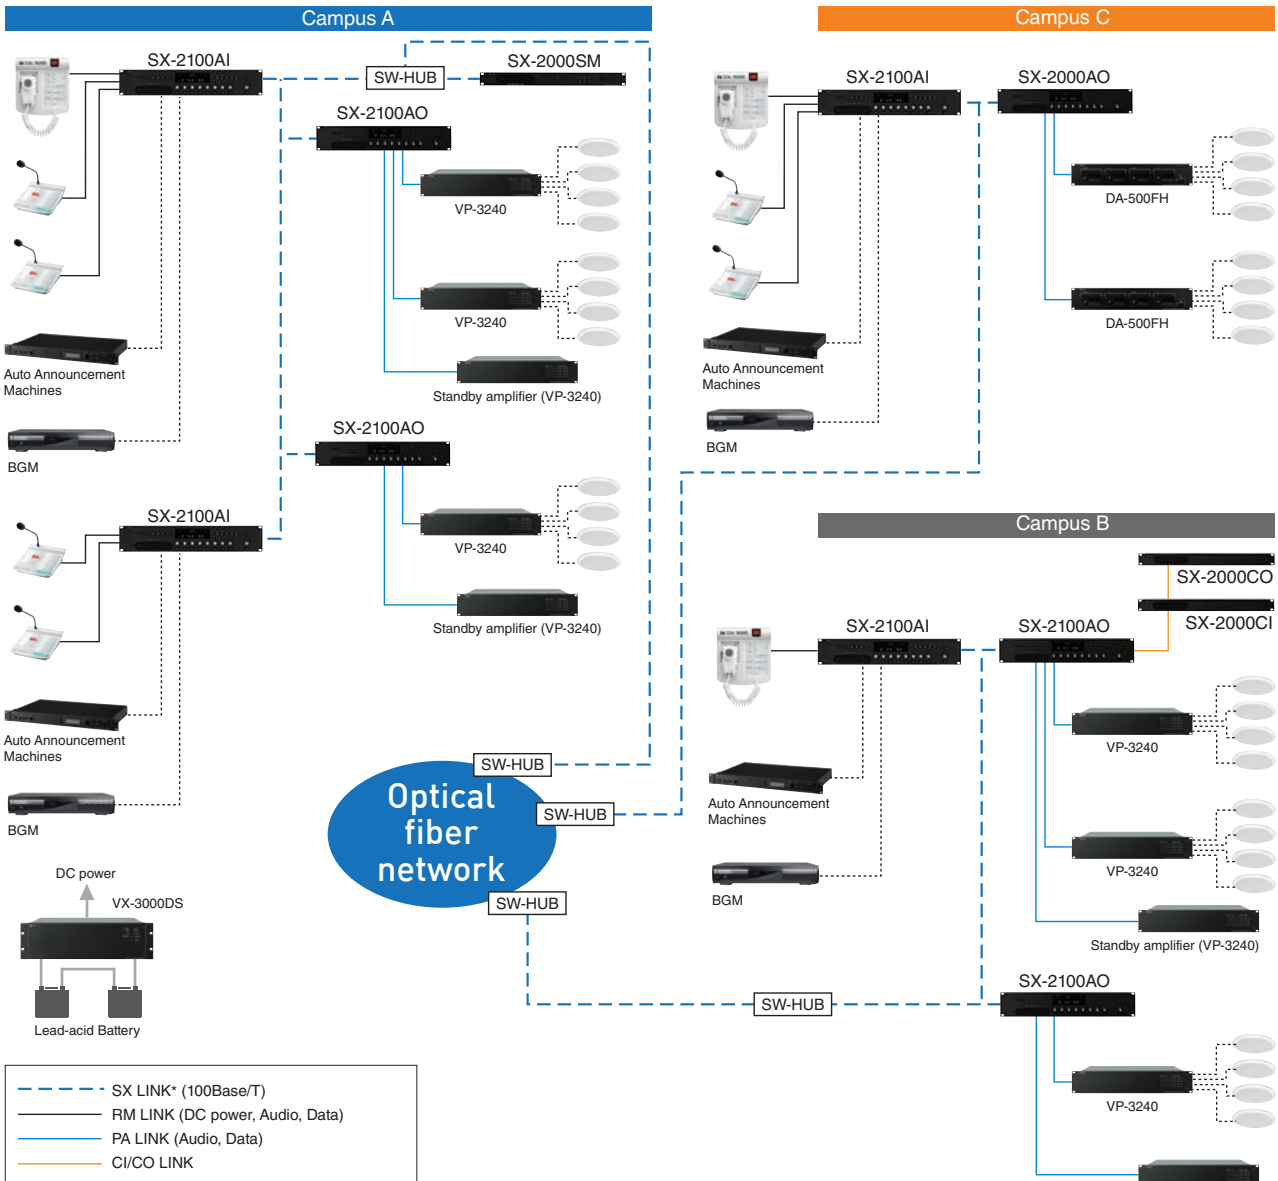 Campus A
SX-2100AI
SW-HUB
SX-2000SM
SX-2100AO
VP-3240
VP-3240
Standby amplifier (VP-3240)
Auto Announcement
Machines
BGM
SX-2100AO
VP-3240
Standby amplifier (VP-3240)
SX-2100AI
Auto Announcement
Machines
BGM
DC power
VX-3000DS
Lead-acid Battery
SW-HUB
SW-HUB
SW-HUB
Optical
fiber
network
SW-HUB
Campus C
SX-2100AI
SX-2000AO
DA-500FH
DA-500FH
Auto Announcement
Machines
BGM
Campus B
SX-2000CO
SX-2000CI
SX-2100AI
SX-2100AO
VP-3240
VP-3240
Standby amplifier (VP-3240)
Auto Announcement
Machines
BGM
SX-2100AO
VP-3240
SX LINK* (100Base/T)
RM LINK (DC power, Audio, Data)
PA LINK (Audio, Data)
CI/CO LINK